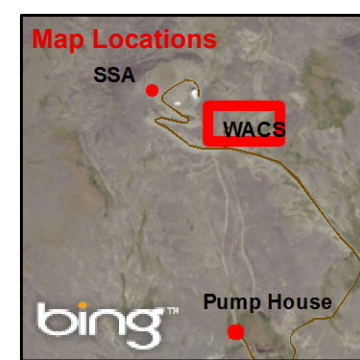 Map Locations
SSA
WACS
Pump House
bing™